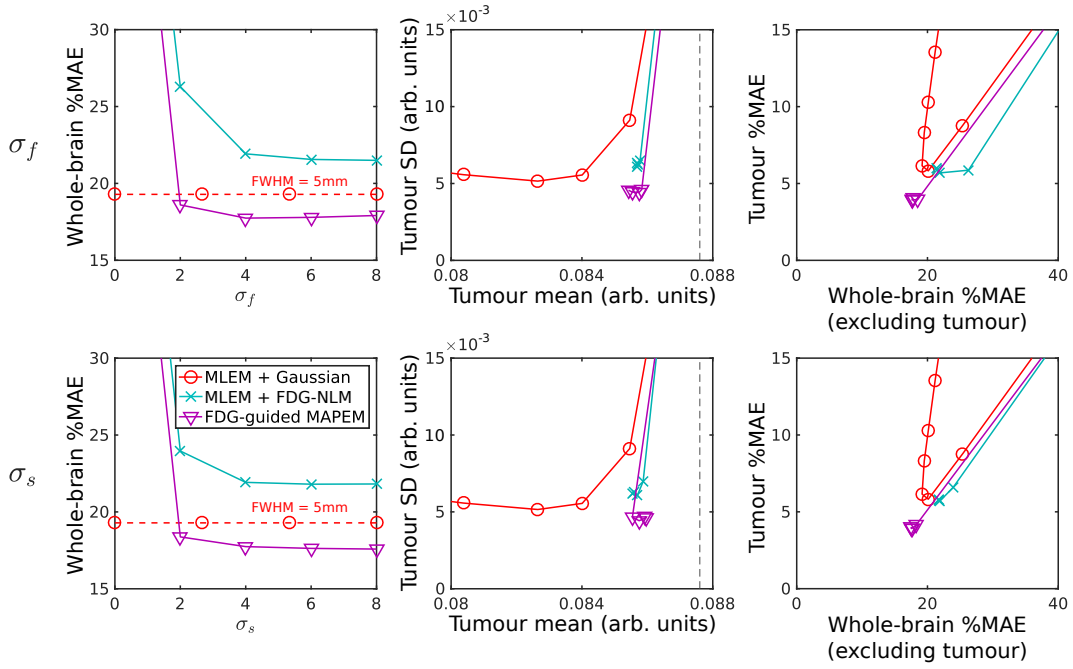 σf
Whole-brain %MAE
30
25
20
15
FWHM = 5mm
0 2 4 6 8
σf
×10⁻³
Tumour SD (arb. units)
15
10
5
0
0.08 0.084 0.088
Tumour mean (arb. units)
Tumour %MAE
15
10
5
0
0 20 40
Whole-brain %MAE
(excluding tumour)
σs
Whole-brain %MAE
30
25
20
15
MLEM + Gaussian
MLEM + FDG-NLM
FDG-guided MAPEM
FWHM = 5mm
0 2 4 6 8
σs
×10⁻³
Tumour SD (arb. units)
15
10
5
0
0.08 0.084 0.088
Tumour mean (arb. units)
Tumour %MAE
15
10
5
0
0 20 40
Whole-brain %MAE
(excluding tumour)